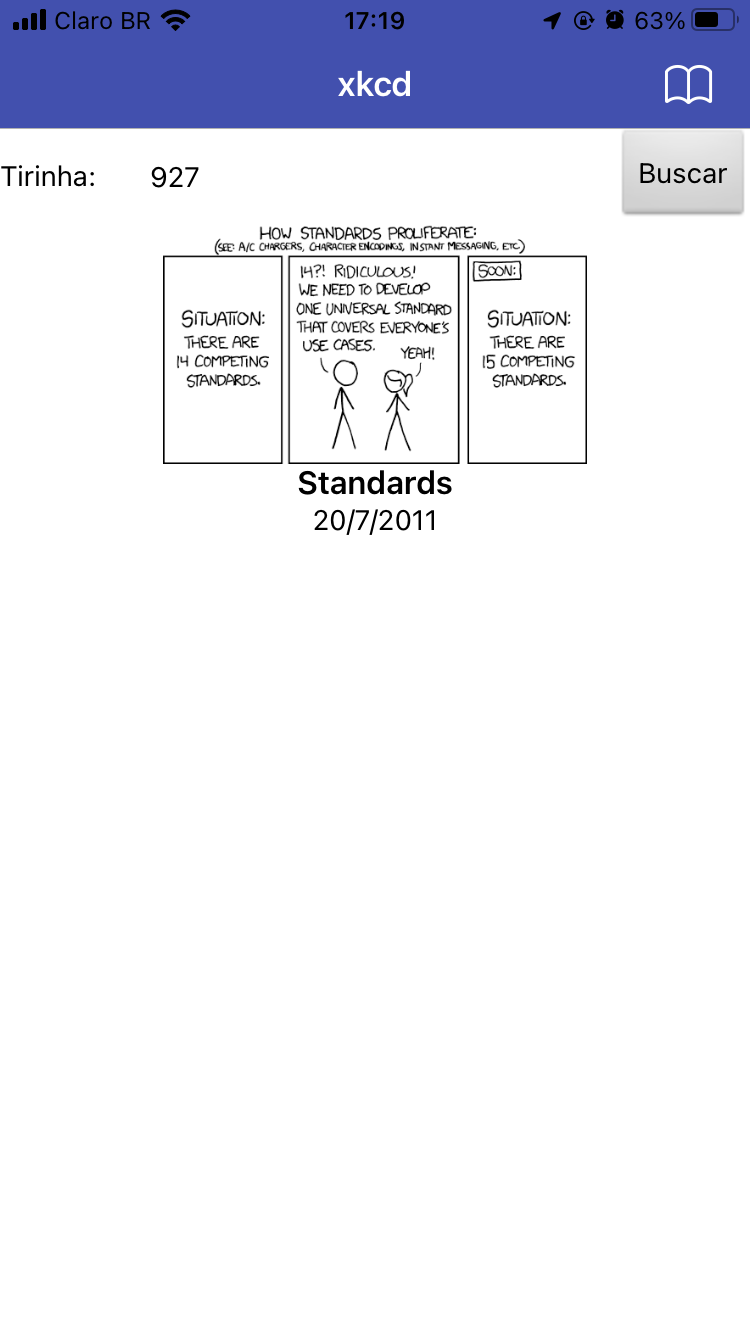 Claro BR 17:19 63%
xkcd
Tirinha: 927 Buscar
HOW STANDARDS PROLIFERATE:
(SEE: A/C CHARGERS, CHARACTER ENCODINGS, INSTANT MESSAGING, ETC.)
SITUATION:
THERE ARE
14 COMPETING
STANDARDS.
14?! RIDICULOUS!
WE NEED TO DEVELOP
ONE UNIVERSAL STANDARD
THAT COVERS EVERYONE'S
USE CASES.
YEAH!
SOON:
SITUATION:
THERE ARE
15 COMPETING
STANDARDS.
Standards
20/7/2011